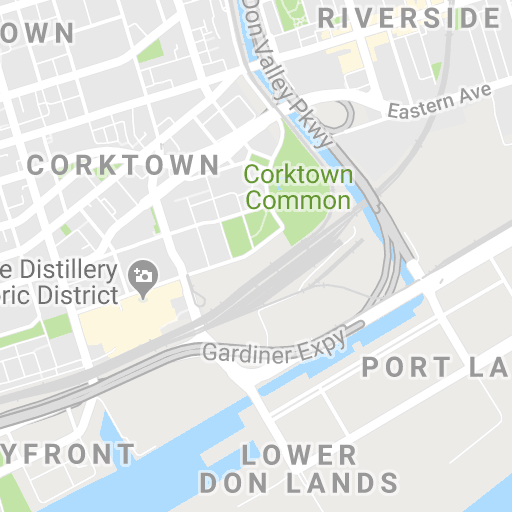 OWN
RIVERSIDE
Don Valley Pkwy
Eastern Ave
CORKTOWN
Corktown
Common
e Distillery
oric District
Gardiner Expy
PORT LA
YFRONT
LOWER
DON LANDS